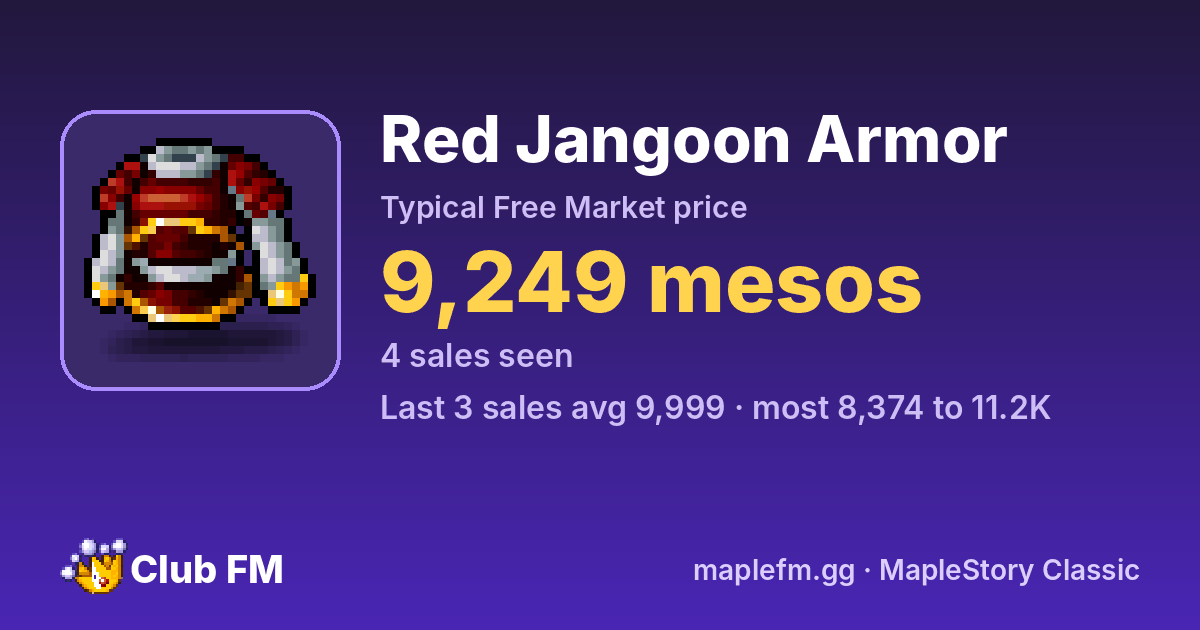 Red Jangoon Armor
Typical Free Market price
9,249 mesos
4 sales seen
Last 3 sales avg 9,999 · most 8,374 to 11.2K
Club FM
maplefm.gg · MapleStory Classic